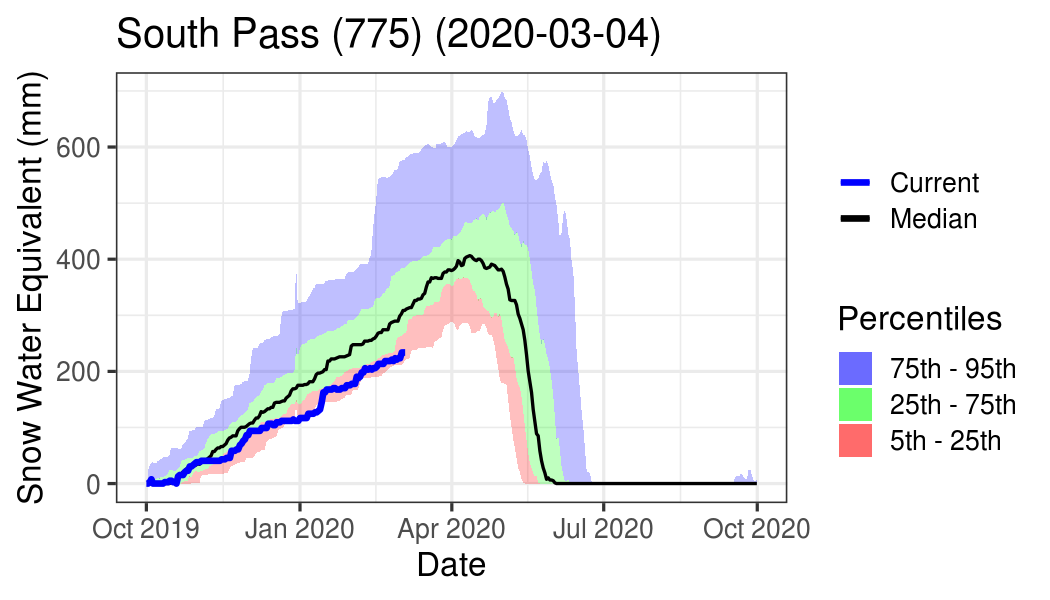 South Pass (775) (2020-03-04)
Snow Water Equivalent (mm)
600
400
200
0
Oct 2019
Jan 2020
Apr 2020
Jul 2020
Oct 2020
Date
Current
Median
Percentiles
75th - 95th
25th - 75th
5th - 25th